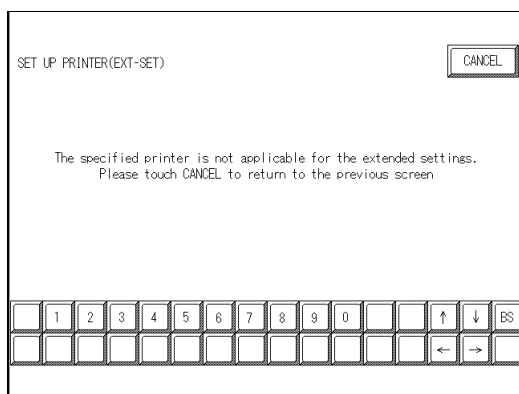 SET UP PRINTER(EXT-SET)
CANCEL
The specified printer is not applicable for the extended settings.
Please touch CANCEL to return to the previous screen
1 2 3 4 5 6 7 8 9 0 ↑ ↓ BS
← →